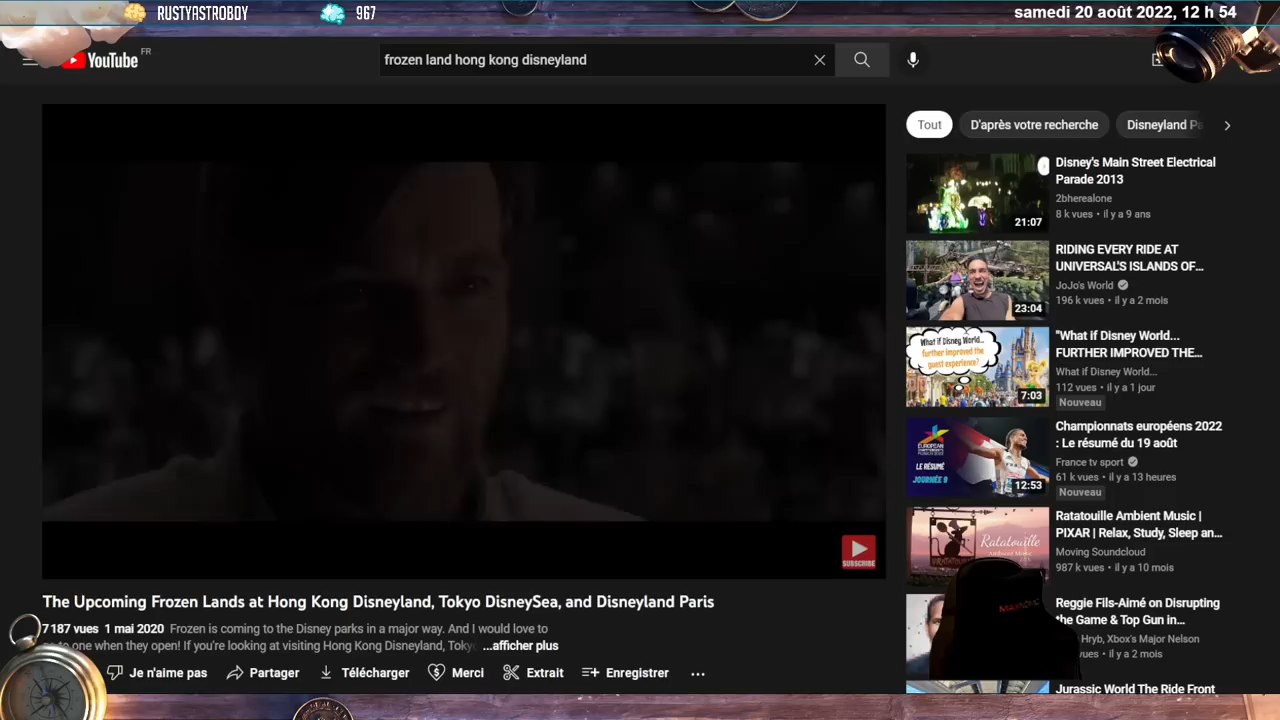 RUSTYASTROBOY
967
samedi 20 août 2022, 12 h 54
YouTube FR
frozen land hong kong disneyland
Tout
D'après votre recherche
Disneyland Pa
SUBSCRIBE
The Upcoming Frozen Lands at Hong Kong Disneyland, Tokyo DisneySea, and Disneyland Paris
7 187 vues 1 mai 2020 Frozen is coming to the Disney parks in a major way. And I would love to
to one when they open! If you're looking at visiting Hong Kong Disneyland, Tokyo ...afficher plus
Je n'aime pas
Partager
Télécharger
Merci
Extrait
Enregistrer
21:07
Disney's Main Street Electrical
Parade 2013
2bherealone
8 k vues • il y a 9 ans
23:04
RIDING EVERY RIDE AT
UNIVERSAL'S ISLANDS OF...
JoJo's World
196 k vues • il y a 2 mois
What if Disney World...
further improved the
guest experience?
7:03
"What if Disney World...
FURTHER IMPROVED THE...
What if Disney World...
112 vues • il y a 1 jour
Nouveau
LE RÉSUMÉ
JOURNÉE 9
12:53
Championnats européens 2022
: Le résumé du 19 août
France tv sport
61 k vues • il y a 13 heures
Nouveau
Ratatouille
Ratatouille Ambient Music |
PIXAR | Relax, Study, Sleep an...
Moving Soundcloud
987 k vues • il y a 10 mois
Reggie Fils-Aimé on Disrupting
the Game & Top Gun in...
Hryb, Xbox's Major Nelson
vues • il y a 2 mois
Jurassic World The Ride Front